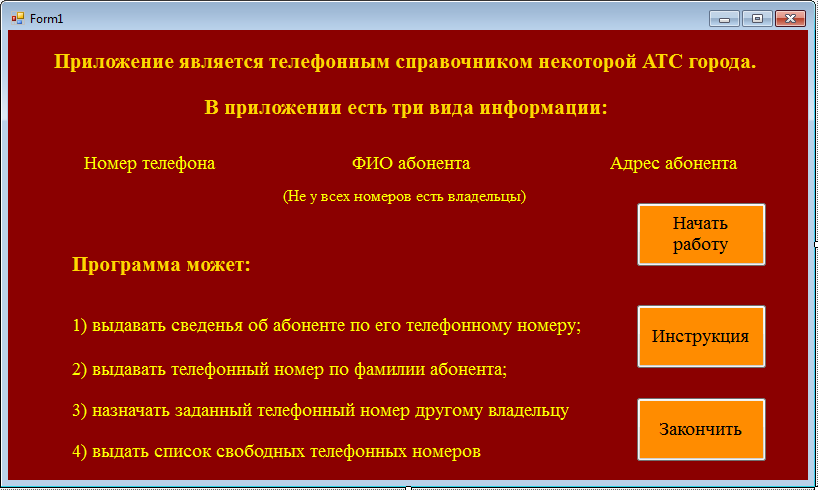 Form1
Приложение является телефонным справочником некоторой АТС города.
В приложении есть три вида информации:
Номер телефона ФИО абонента Адрес абонента
(Не у всех номеров есть владельцы)
Начать
работу
Программа может:
1) выдавать сведенья об абоненте по его телефонному номеру;
Инструкция
2) выдавать телефонный номер по фамилии абонента;
3) назначать заданный телефонный номер другому владельцу
Закончить
4) выдать список свободных телефонных номеров